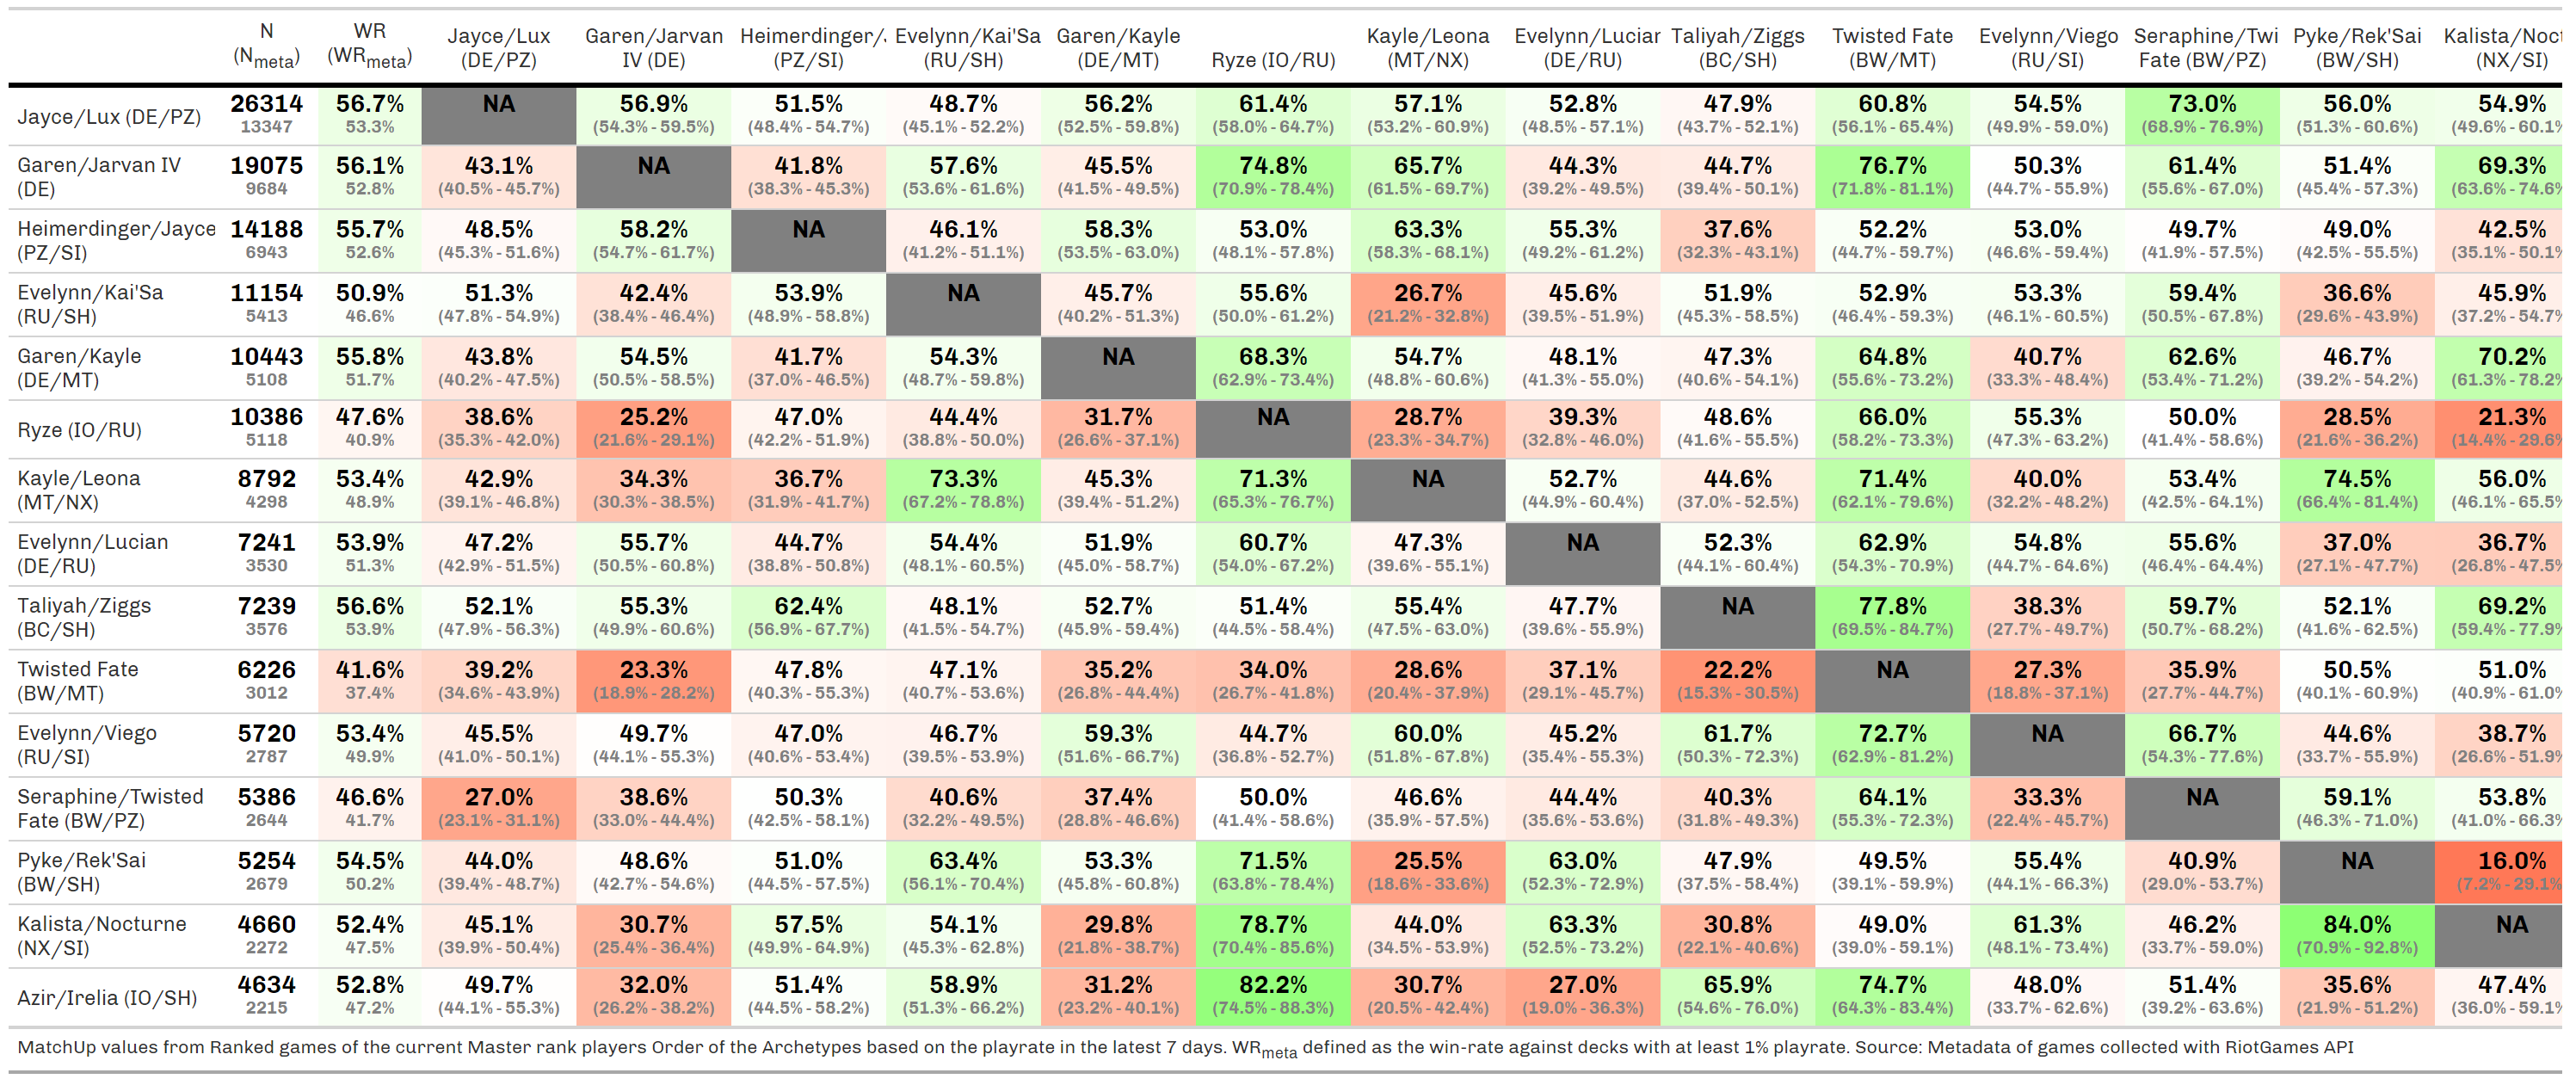 N WR Jayce/Lux Garen/Jarvan Heimerdinger/ Evelynn/Kai'Sa Garen/Kayle Ryze (IO/RU) Kayle/Leona Evelynn/Lucian Taliyah/Ziggs Twisted Fate Evelynn/Viego Seraphine/Twi Pyke/Rek'Sai Kalista/Noct
(Nmeta) (WRmeta) (DE/PZ) IV (DE) (PZ/SI) (RU/SH) (DE/MT) (MT/NX) (DE/RU) (BC/SH) (BW/MT) (RU/SI) Fate (BW/PZ) (BW/SH) (NX/SI)
Jayce/Lux (DE/PZ) 26314 56.7% NA 56.9% 51.5% 48.7% 56.2% 61.4% 57.1% 52.8% 47.9% 60.8% 54.5% 73.0% 56.0% 54.9%
13347 53.3% (54.3% - 59.5%) (48.4% - 54.7%) (45.1% - 52.2%) (52.5% - 59.8%) (58.0% - 64.7%) (53.2% - 60.9%) (48.5% - 57.1%) (43.7% - 52.1%) (56.1% - 65.4%) (49.9% - 59.0%) (68.9% - 76.9%) (51.3% - 60.6%) (49.6% - 60.1%
Garen/Jarvan IV 19075 56.1% 43.1% NA 41.8% 57.6% 45.5% 74.8% 65.7% 44.3% 44.7% 76.7% 50.3% 61.4% 51.4% 69.3%
(DE) 9684 52.8% (40.5% - 45.7%) (38.3% - 45.3%) (53.6% - 61.6%) (41.5% - 49.5%) (70.9% - 78.4%) (61.5% - 69.7%) (39.2% - 49.5%) (39.4% - 50.1%) (71.8% - 81.1%) (44.7% - 55.9%) (55.6% - 67.0%) (45.4% - 57.3%) (63.6% - 74.6%
Heimerdinger/Jayce 14188 55.7% 48.5% 58.2% NA 46.1% 58.3% 53.0% 63.3% 55.3% 37.6% 52.2% 53.0% 49.7% 49.0% 42.5%
(PZ/SI) 6943 52.6% (45.3% - 51.6%) (54.7% - 61.7%) (41.2% - 51.1%) (53.5% - 63.0%) (48.1% - 57.8%) (58.3% - 68.1%) (49.2% - 61.2%) (32.3% - 43.1%) (44.7% - 59.7%) (46.6% - 59.4%) (41.9% - 57.5%) (42.5% - 55.5%) (35.1% - 50.1%
Evelynn/Kai'Sa 11154 50.9% 51.3% 42.4% 53.9% NA 45.7% 55.6% 26.7% 45.6% 51.9% 52.9% 53.3% 59.4% 36.6% 45.9%
(RU/SH) 5413 46.6% (47.8% - 54.9%) (38.4% - 46.4%) (48.9% - 58.8%) (40.2% - 51.3%) (50.0% - 61.2%) (21.2% - 32.8%) (39.5% - 51.9%) (45.3% - 58.5%) (46.4% - 59.3%) (46.1% - 60.5%) (50.5% - 67.8%) (29.6% - 43.9%) (37.2% - 54.7%
Garen/Kayle 10443 55.8% 43.8% 54.5% 41.7% 54.3% NA 68.3% 54.7% 48.1% 47.3% 64.8% 40.7% 62.6% 46.7% 70.2%
(DE/MT) 5108 51.7% (40.2% - 47.5%) (50.5% - 58.5%) (37.0% - 46.5%) (48.7% - 59.8%) (62.9% - 73.4%) (48.8% - 60.6%) (41.3% - 55.0%) (40.6% - 54.1%) (55.6% - 73.2%) (33.3% - 48.4%) (53.4% - 71.2%) (39.2% - 54.2%) (61.3% - 78.2%
Ryze (IO/RU) 10386 47.6% 38.6% 25.2% 47.0% 44.4% 31.7% NA 28.7% 39.3% 48.6% 66.0% 55.3% 50.0% 28.5% 21.3%
5118 40.9% (35.3% - 42.0%) (21.6% - 29.1%) (42.2% - 51.9%) (38.8% - 50.0%) (26.6% - 37.1%) (23.3% - 34.7%) (32.8% - 46.0%) (41.6% - 55.5%) (58.2% - 73.3%) (47.3% - 63.2%) (41.4% - 58.6%) (21.6% - 36.2%) (14.4% - 29.6%
Kayle/Leona 8792 53.4% 42.9% 34.3% 36.7% 73.3% 45.3% 71.3% NA 52.7% 44.6% 71.4% 40.0% 53.4% 74.5% 56.0%
(MT/NX) 4298 48.9% (39.1% - 46.8%) (30.3% - 38.5%) (31.9% - 41.7%) (67.2% - 78.8%) (39.4% - 51.2%) (65.3% - 76.7%) (44.9% - 60.4%) (37.0% - 52.5%) (62.1% - 79.6%) (32.2% - 48.2%) (42.5% - 64.1%) (66.4% - 81.4%) (46.1% - 65.5%
Evelynn/Lucian 7241 53.9% 47.2% 55.7% 44.7% 54.4% 51.9% 60.7% 47.3% NA 52.3% 62.9% 54.8% 55.6% 37.0% 36.7%
(DE/RU) 3530 51.3% (42.9% - 51.5%) (50.5% - 60.8%) (38.8% - 50.8%) (48.1% - 60.5%) (45.0% - 58.7%) (54.0% - 67.2%) (39.6% - 55.1%) (44.1% - 60.4%) (54.3% - 70.9%) (44.7% - 64.6%) (46.4% - 64.4%) (27.1% - 47.7%) (26.8% - 47.5%
Taliyah/Ziggs 7239 56.6% 52.1% 55.3% 62.4% 48.1% 52.7% 51.4% 55.4% 47.7% NA 77.8% 38.3% 59.7% 52.1% 69.2%
(BC/SH) 3576 53.9% (47.9% - 56.3%) (49.9% - 60.6%) (56.9% - 67.7%) (41.5% - 54.7%) (45.9% - 59.4%) (44.5% - 58.4%) (47.5% - 63.0%) (39.6% - 55.9%) (69.5% - 84.7%) (27.7% - 49.7%) (50.7% - 68.2%) (41.6% - 62.5%) (59.4% - 77.9%
Twisted Fate 6226 41.6% 39.2% 23.3% 47.8% 47.1% 35.2% 34.0% 28.6% 37.1% 22.2% NA 27.3% 35.9% 50.5% 51.0%
(BW/MT) 3012 37.4% (34.6% - 43.9%) (18.9% - 28.2%) (40.3% - 55.3%) (40.7% - 53.6%) (26.8% - 44.4%) (26.7% - 41.8%) (20.4% - 37.9%) (29.1% - 45.7%) (15.3% - 30.5%) (18.8% - 37.1%) (27.7% - 44.7%) (40.1% - 60.9%) (40.9% - 61.0%
Evelynn/Viego 5720 53.4% 45.5% 49.7% 47.0% 46.7% 59.3% 44.7% 60.0% 45.2% 61.7% 72.7% NA 66.7% 44.6% 38.7%
(RU/SI) 2787 49.9% (41.0% - 50.1%) (44.1% - 55.3%) (40.6% - 53.4%) (39.5% - 53.9%) (51.6% - 66.7%) (36.8% - 52.7%) (51.8% - 67.8%) (35.4% - 55.3%) (50.3% - 72.3%) (62.9% - 81.2%) (54.3% - 77.6%) (33.7% - 55.9%) (26.6% - 51.9%
Seraphine/Twisted 5386 46.6% 27.0% 38.6% 50.3% 40.6% 37.4% 50.0% 46.6% 44.4% 40.3% 64.1% 33.3% NA 59.1% 53.8%
Fate (BW/PZ) 2644 41.7% (23.1% - 31.1%) (33.0% - 44.4%) (42.5% - 58.1%) (32.2% - 49.5%) (28.8% - 46.6%) (41.4% - 58.6%) (35.9% - 57.5%) (35.6% - 53.6%) (31.8% - 49.3%) (55.3% - 72.3%) (22.4% - 45.7%) (46.3% - 71.0%) (41.0% - 66.3%
Pyke/Rek'Sai 5254 54.5% 44.0% 48.6% 51.0% 63.4% 53.3% 71.5% 25.5% 63.0% 47.9% 49.5% 55.4% 40.9% NA 16.0%
(BW/SH) 2679 50.2% (39.4% - 48.7%) (42.7% - 54.6%) (44.5% - 57.5%) (56.1% - 70.4%) (45.8% - 60.8%) (63.8% - 78.4%) (18.6% - 33.6%) (52.3% - 72.9%) (37.5% - 58.4%) (39.1% - 59.9%) (44.1% - 66.3%) (29.0% - 53.7%) (7.2% - 29.1%
Kalista/Nocturne 4660 52.4% 45.1% 30.7% 57.5% 54.1% 29.8% 78.7% 44.0% 63.3% 30.8% 49.0% 61.3% 46.2% 84.0% NA
(NX/SI) 2272 47.5% (39.9% - 50.4%) (25.4% - 36.4%) (49.9% - 64.9%) (45.3% - 62.8%) (21.8% - 38.7%) (70.4% - 85.6%) (34.5% - 53.9%) (52.5% - 73.2%) (22.1% - 40.6%) (39.0% - 59.1%) (48.1% - 73.4%) (33.7% - 59.0%) (70.9% - 92.8%)
Azir/Irelia (IO/SH) 4634 52.8% 49.7% 32.0% 51.4% 58.9% 31.2% 82.2% 30.7% 27.0% 65.9% 74.7% 48.0% 51.4% 35.6% 47.4%
2215 47.2% (44.1% - 55.3%) (26.2% - 38.2%) (44.5% - 58.2%) (51.3% - 66.2%) (23.2% - 40.1%) (74.5% - 88.3%) (20.5% - 42.4%) (19.0% - 36.3%) (54.6% - 76.0%) (64.3% - 83.4%) (33.7% - 62.6%) (39.2% - 63.6%) (21.9% - 51.2%) (36.0% - 59.1%
MatchUp values from Ranked games of the current Master rank players Order of the Archetypes based on the playrate in the latest 7 days. WRmeta defined as the win-rate against decks with at least 1% playrate. Source: Metadata of games collected with RiotGames API